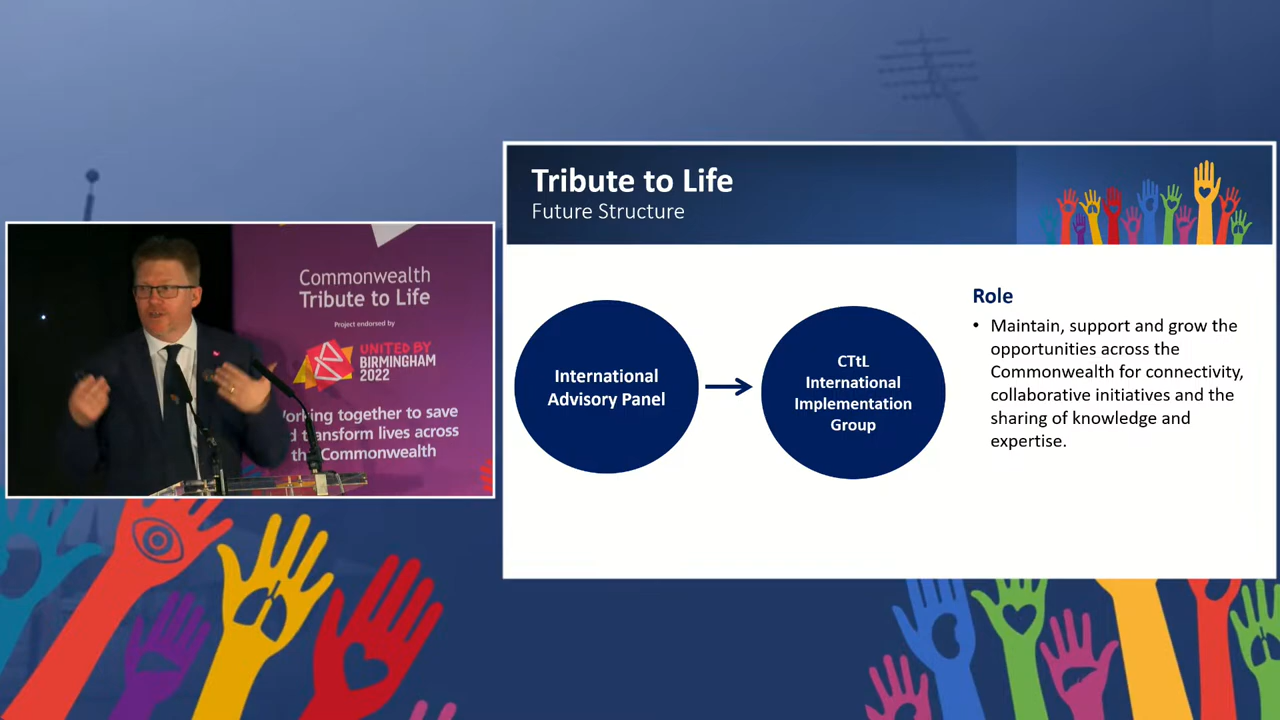 Commonwealth
Tribute to Life
Project endorsed by
UNITED BY
BIRMINGHAM
2022
together to save
transform lives across
Commonwealth
Tribute to Life
Future Structure
International
Advisory Panel
CTtL
International
Implementation
Group
Role
• Maintain, support and grow the
opportunities across the
Commonwealth for connectivity,
collaborative initiatives and the
sharing of knowledge and
expertise.